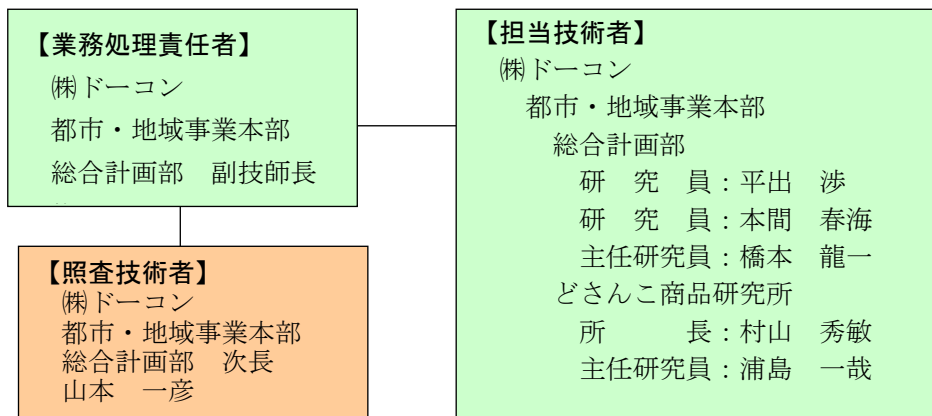 【業務処理責任者】
㈱ドーコン
都市・地域事業本部
総合計画部　副技師長
【照査技術者】
㈱ドーコン
都市・地域事業本部
総合計画部　次長
山本　一彦
【担当技術者】
㈱ドーコン
都市・地域事業本部
総合計画部
研　究　員：平出　渉
研　究　員：本間　春海
主任研究員：橋本　龍一
どさんこ商品研究所
所　　　長：村山　秀敏
主任研究員：浦島　一哉